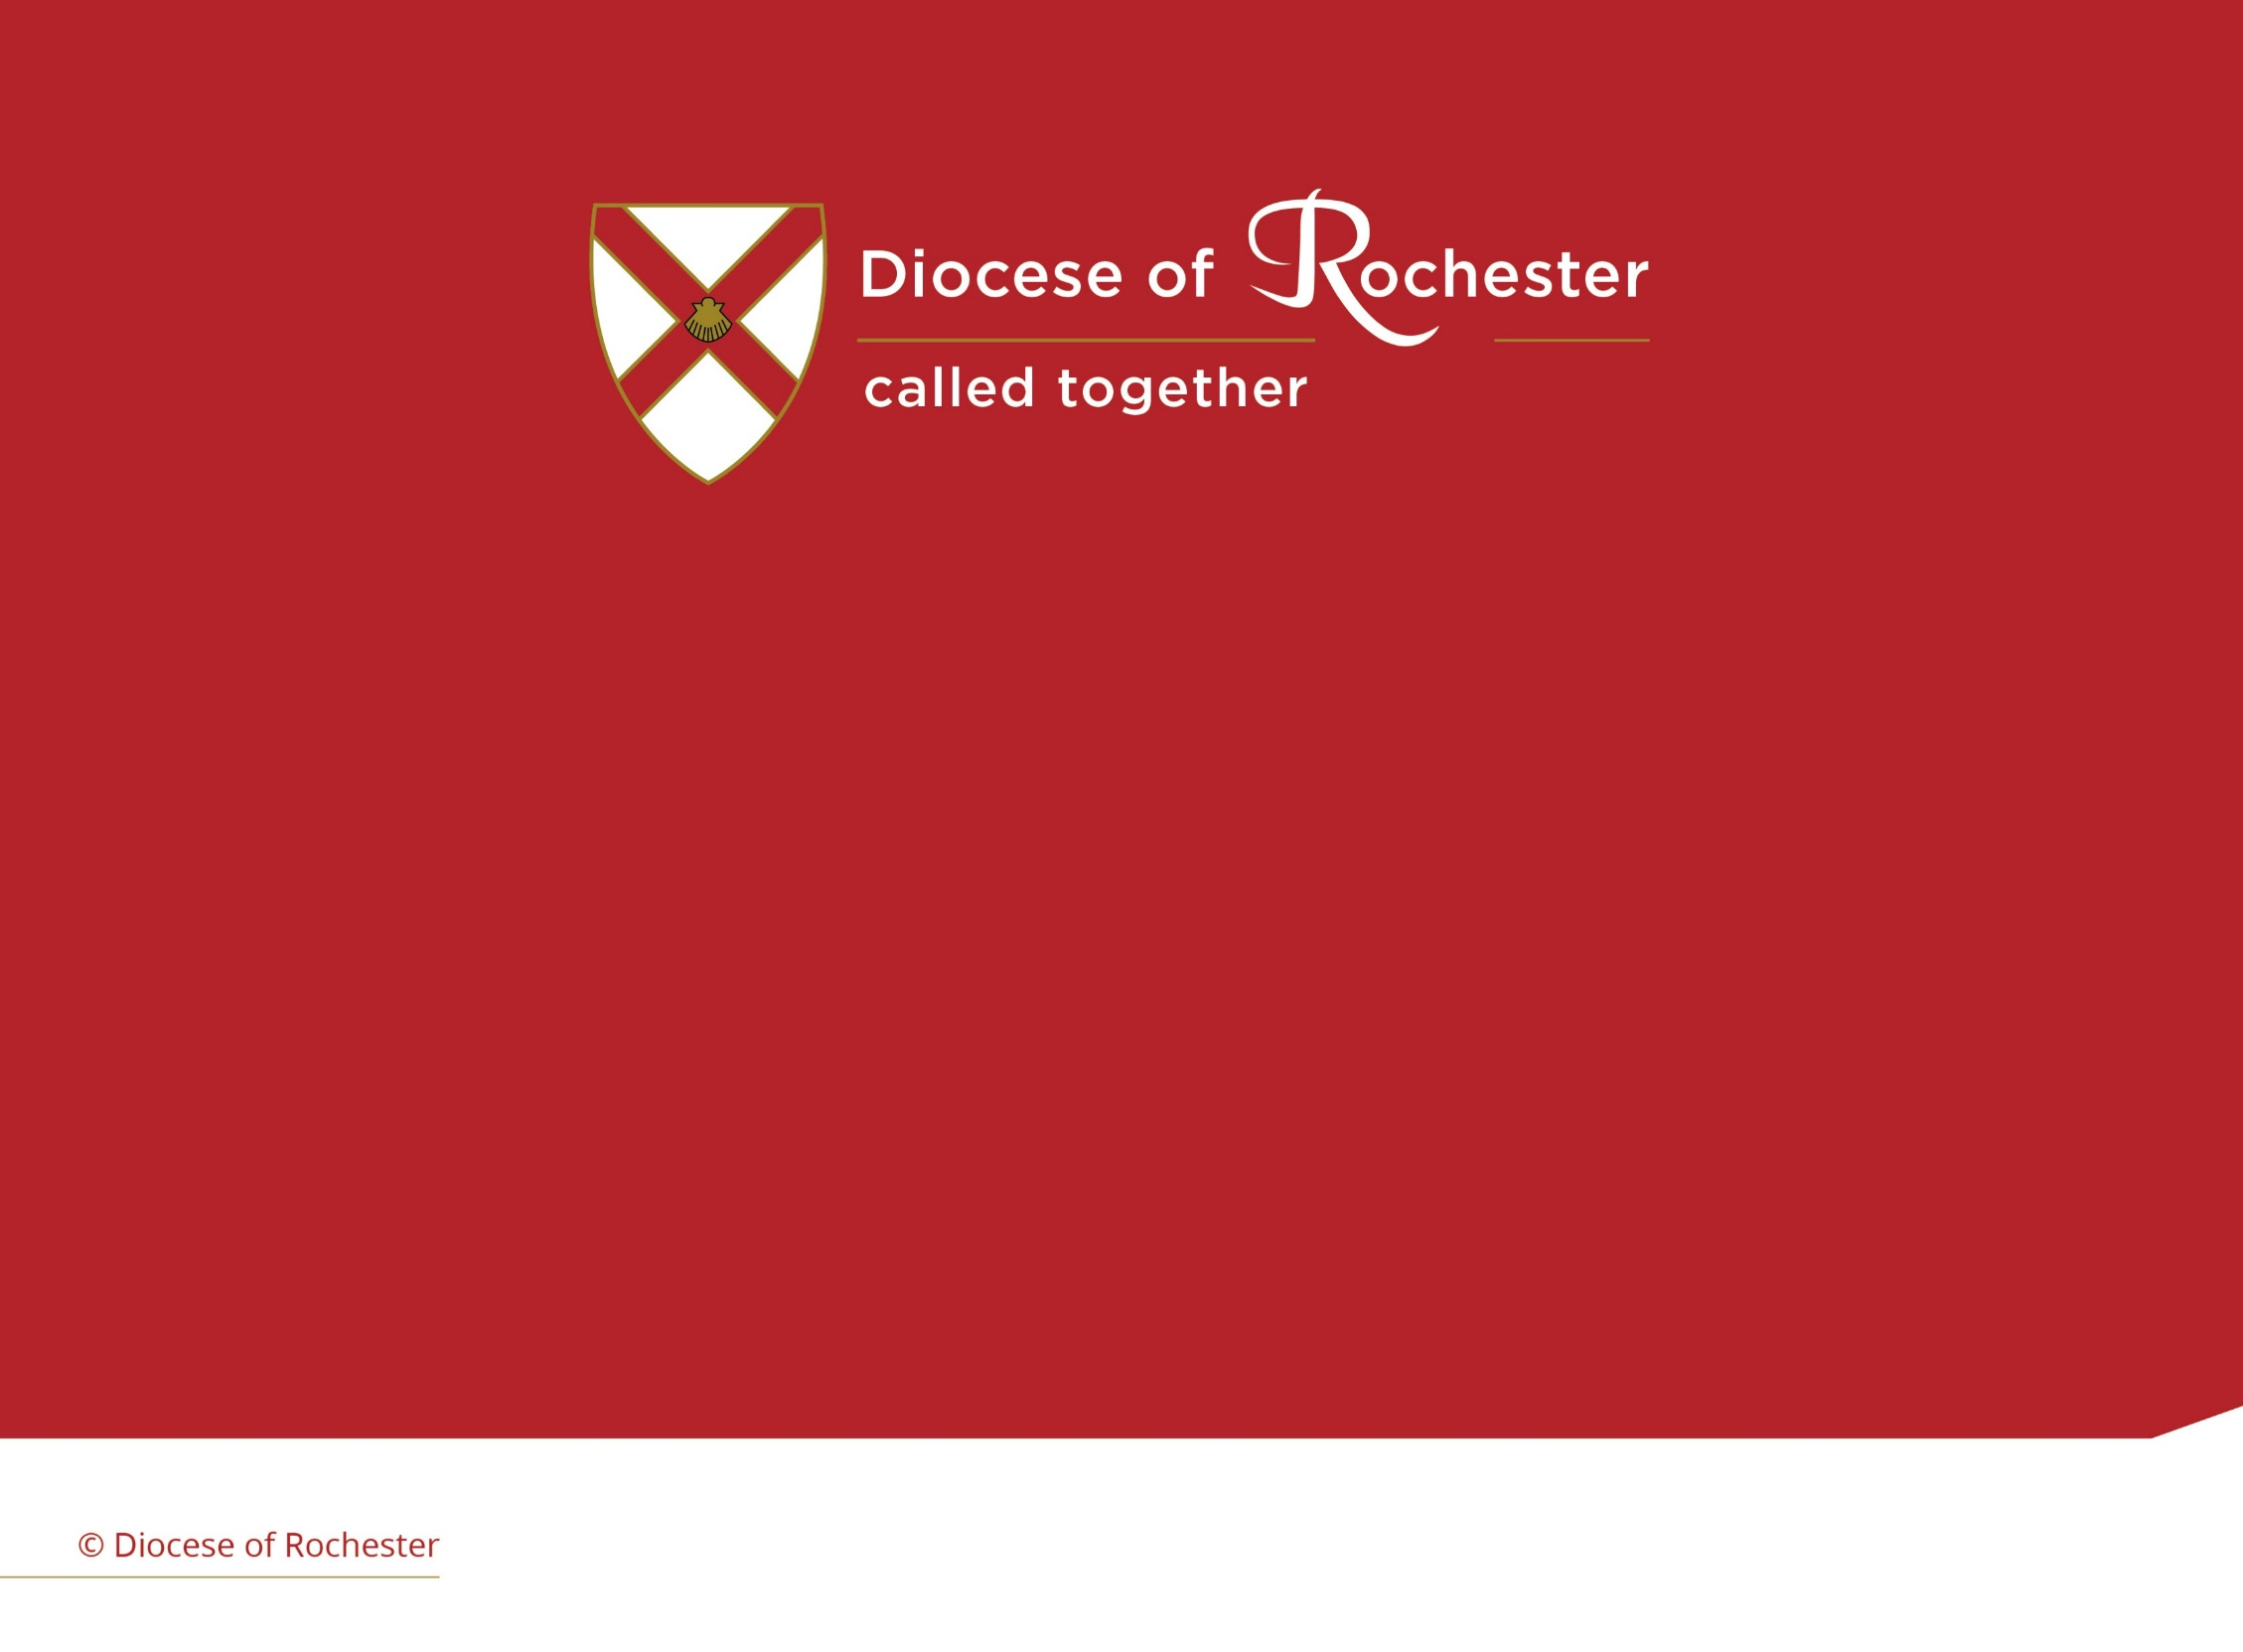 Diocese of Rochester
called together
© Diocese of Rochester